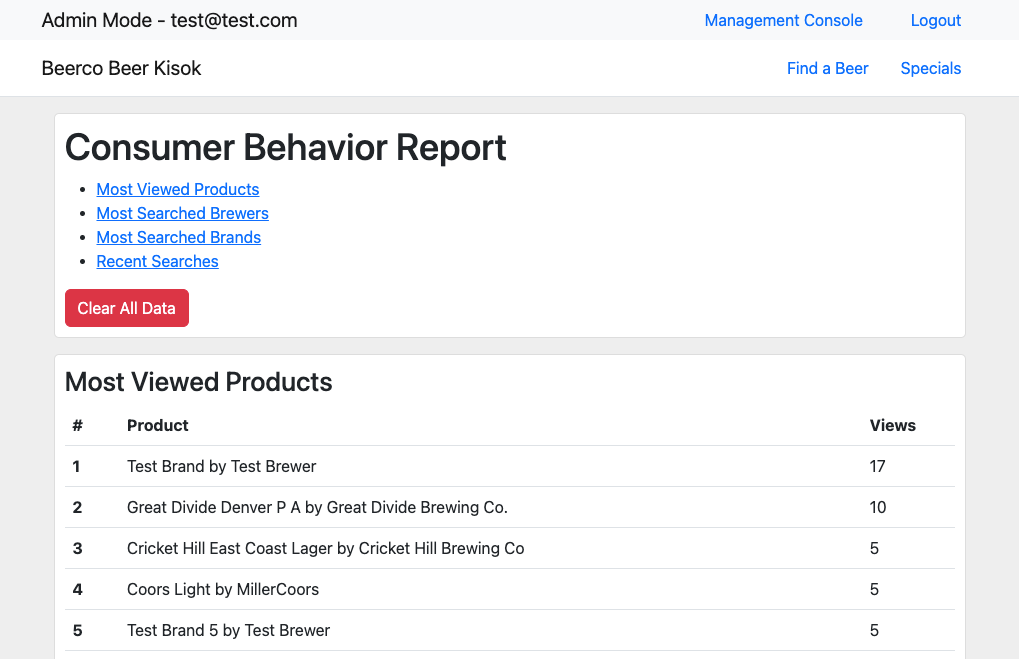 Admin Mode - test@test.com Management Console Logout
Beerco Beer Kisok Find a Beer Specials
Consumer Behavior Report
Most Viewed Products
Most Searched Brewers
Most Searched Brands
Recent Searches
Clear All Data
Most Viewed Products
# Product Views
1 Test Brand by Test Brewer 17
2 Great Divide Denver P A by Great Divide Brewing Co. 10
3 Cricket Hill East Coast Lager by Cricket Hill Brewing Co 5
4 Coors Light by MillerCoors 5
5 Test Brand 5 by Test Brewer 5